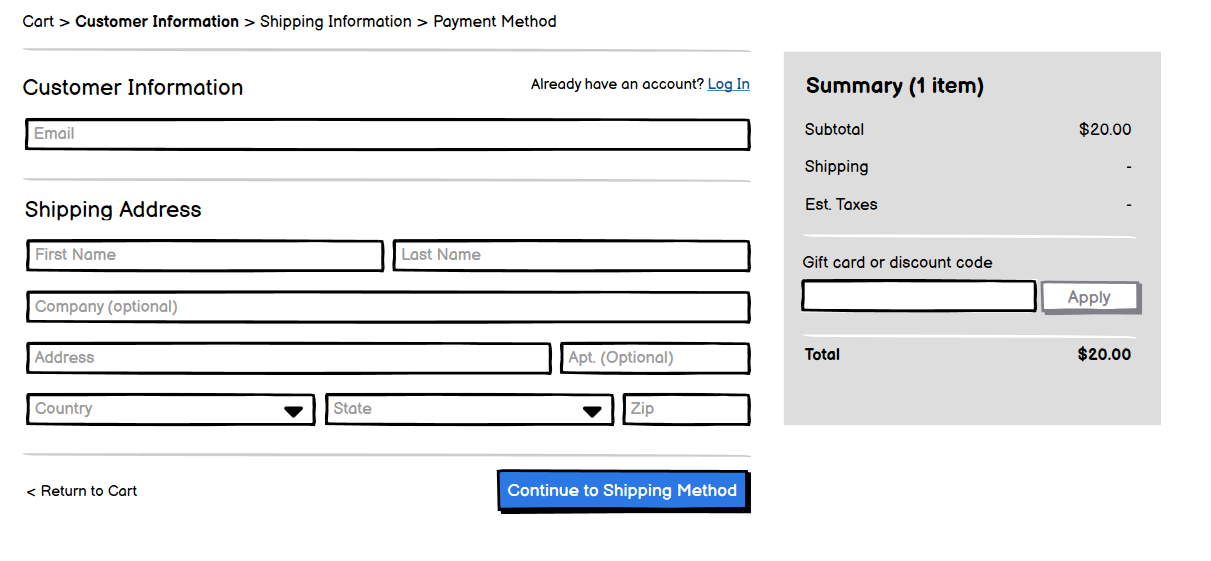 Cart > Customer Information > Shipping Information > Payment Method
Customer Information
Already have an account? Log In
Email
Shipping Address
First Name
Last Name
Company (optional)
Address
Apt. (Optional)
Country
State
Zip
< Return to Cart
Continue to Shipping Method
Summary (1 item)
Subtotal $20.00
Shipping -
Est. Taxes -
Gift card or discount code
Apply
Total $20.00